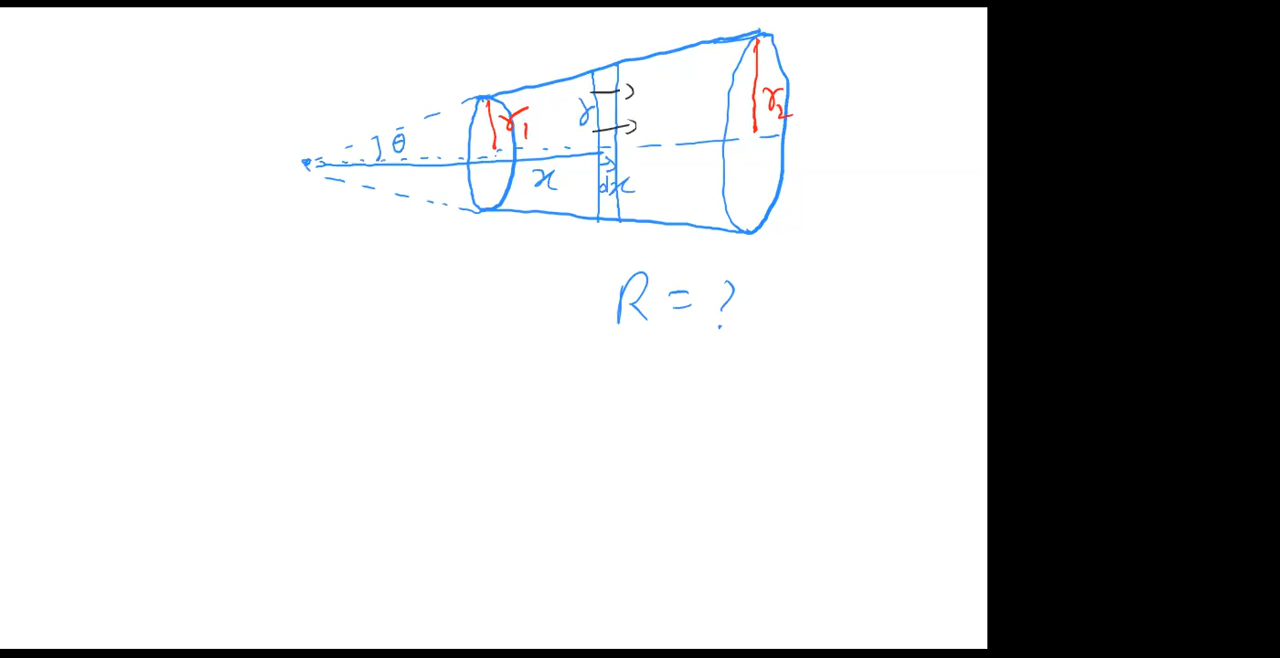 θ
r₁
r
r₂
x
dx
R = ?